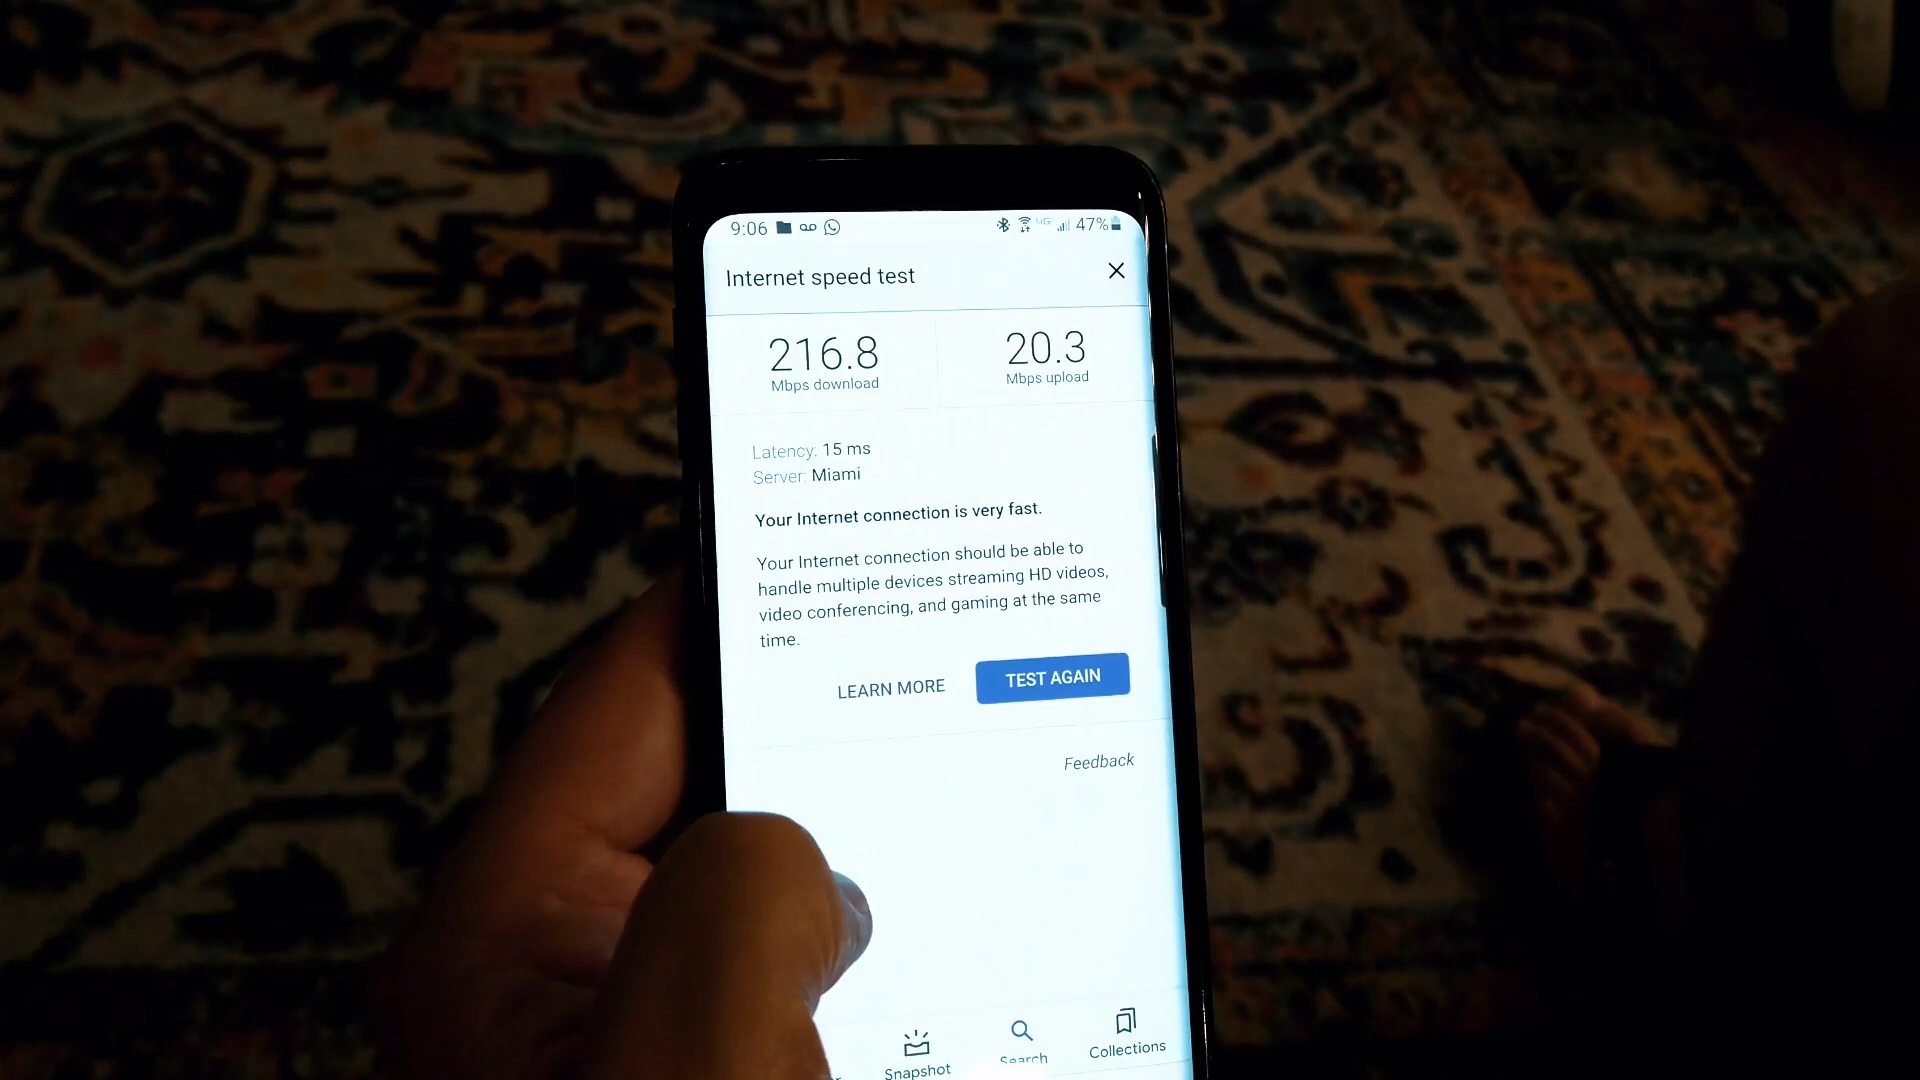 9:06 4G 47%
Internet speed test
216.8 20.3
Mbps download Mbps upload
Latency: 15 ms
Server: Miami
Your Internet connection is very fast.
Your Internet connection should be able to
handle multiple devices streaming HD videos,
video conferencing, and gaming at the same
time.
LEARN MORE TEST AGAIN
Feedback
Snapshot Search Collections